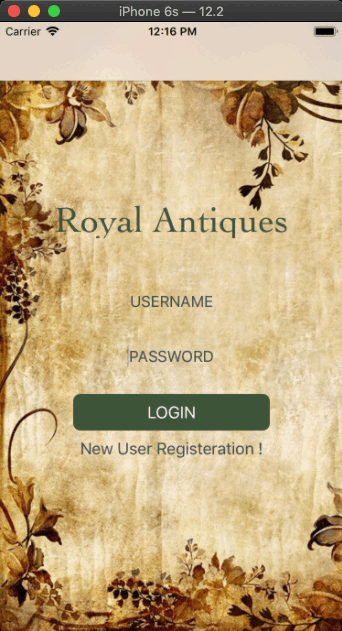 iPhone 6s — 12.2
Carrier 12:16 PM
Royal Antiques
USERNAME
PASSWORD
LOGIN
New User Registeration !